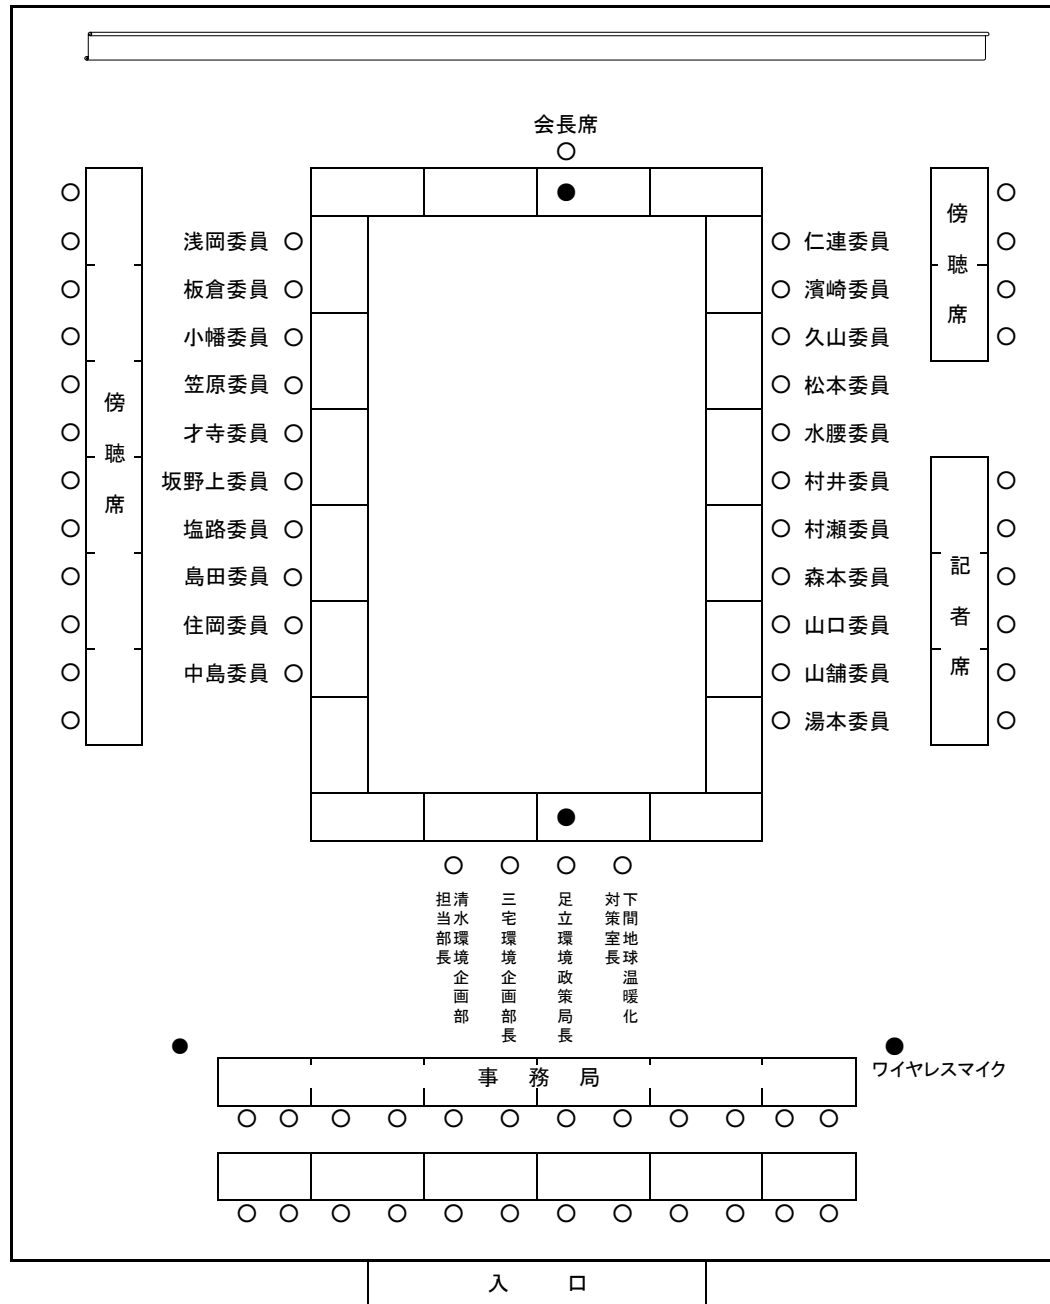 会長席
浅岡委員
板倉委員
小幡委員
笠原委員
才寺委員
坂野上委員
塩路委員
島田委員
住岡委員
中島委員
仁連委員
濱崎委員
久山委員
松本委員
水腰委員
村井委員
村瀬委員
森本委員
山口委員
山舗委員
湯本委員
傍聴席
傍聴席
記者席
清水環境企画部
担当部長
三宅環境企画部長
足立環境政策局長
下間地球温暖化
対策室長
ワイヤレスマイク
事務局
入口